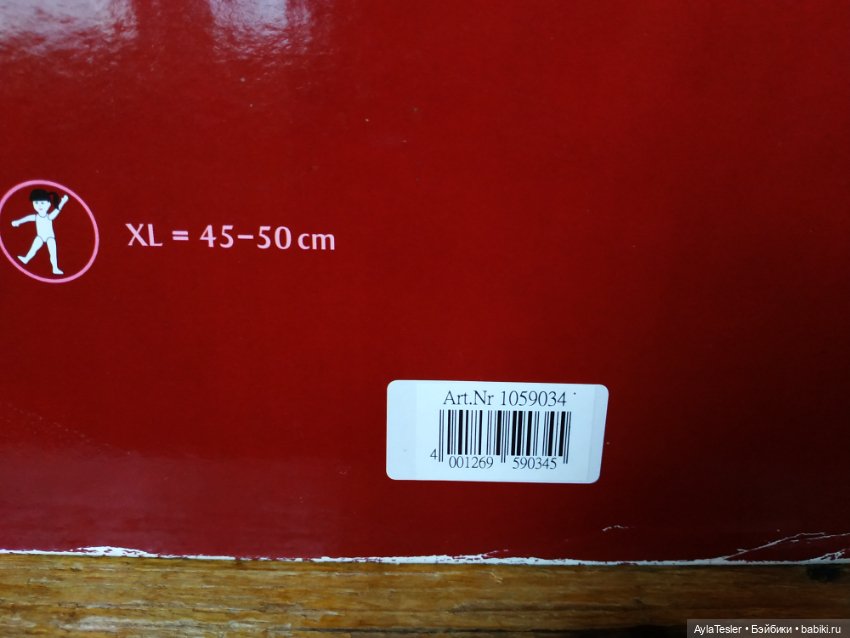 XL = 45–50 cm
Art.Nr 1059034
4 001269 590345
AylaTesler • Бэйбики • babiki.ru